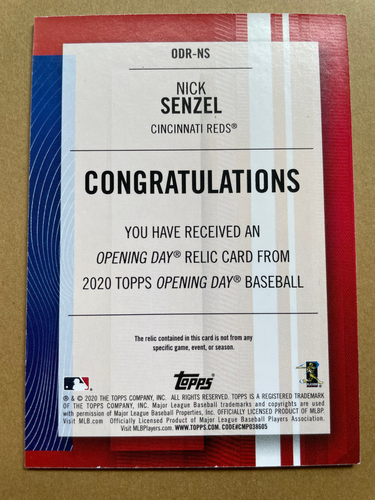 ODR-NS
NICK
SENZEL
CINCINNATI REDS®
CONGRATULATIONS
YOU HAVE RECEIVED AN
OPENING DAY® RELIC CARD FROM
2020 TOPPS OPENING DAY® BASEBALL
The relic contained in this card is not from any
specific game, event, or season.
topps
® & © 2020 THE TOPPS COMPANY, INC. ALL RIGHTS RESERVED. TOPPS IS A REGISTERED TRADEMARK
OF THE TOPPS COMPANY, INC. Major League Baseball trademarks and copyrights are used
with permission of Major League Baseball Properties, Inc. OFFICIALLY LICENSED PRODUCT OF MLBP.
Visit MLB.com Officially Licensed Product of Major League Baseball Players Association.
Visit MLBPlayers.com. WWW.TOPPS.COM. CODE#CMP038605